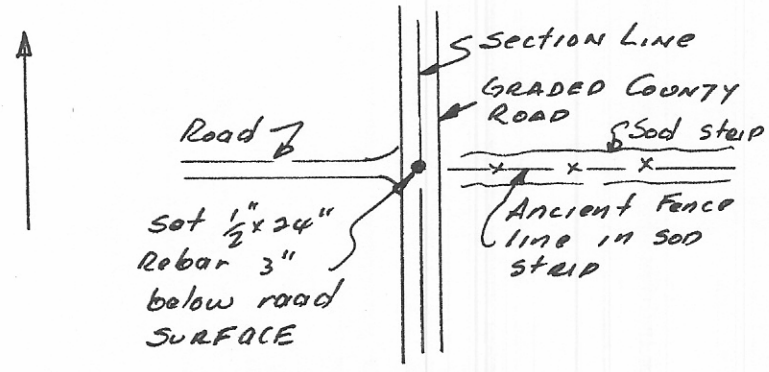 Section Line
GRADED COUNTY
ROAD
Road
Sod strip
Set 1/2" x 24"
Rebar 3"
below road
SURFACE
Ancient Fence
line in SOD
strip